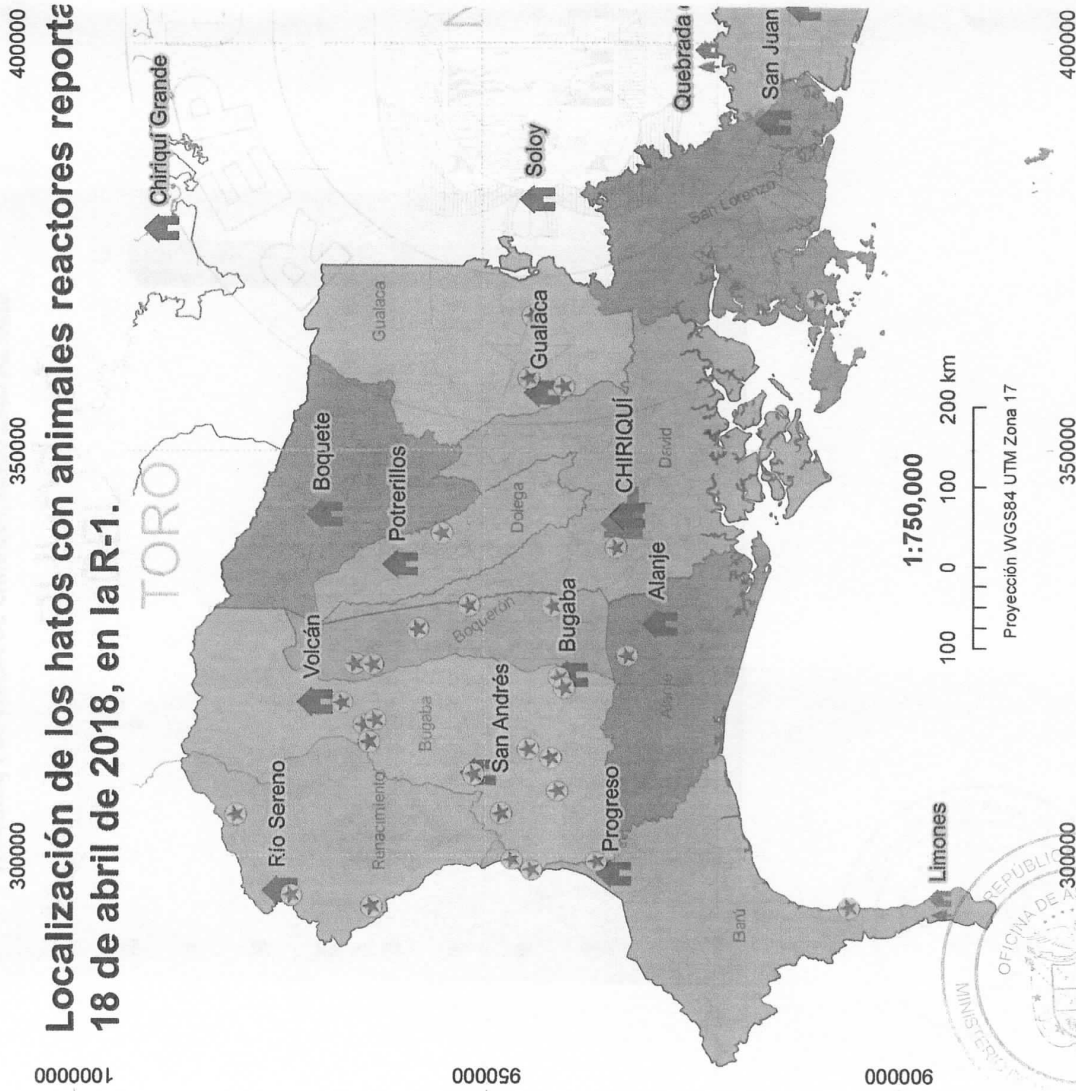 Localización de los hatos con animales reactores reporta
18 de abril de 2018, en la R-1.
300000
350000
400000
1000000
950000
900000
TORO
Chiriquí Grande
Río Sereno
Volcán
Boquete
Gualaca
Potrerillos
Renacimiento
Bugaba
Boquerón
Dolega
San Andrés
Gualaca
Soloy
Quebrada
Progreso
Bugaba
CHIRIQUÍ
David
San Lorenzo
San Juan
Alanje
Alanje
Barú
Limones
1:750,000
100 0 100 200 km
Proyección WGS84 UTM Zona 17
300000
350000
400000
REPÚBLIC
OFICINA DE A
MINISTERIO